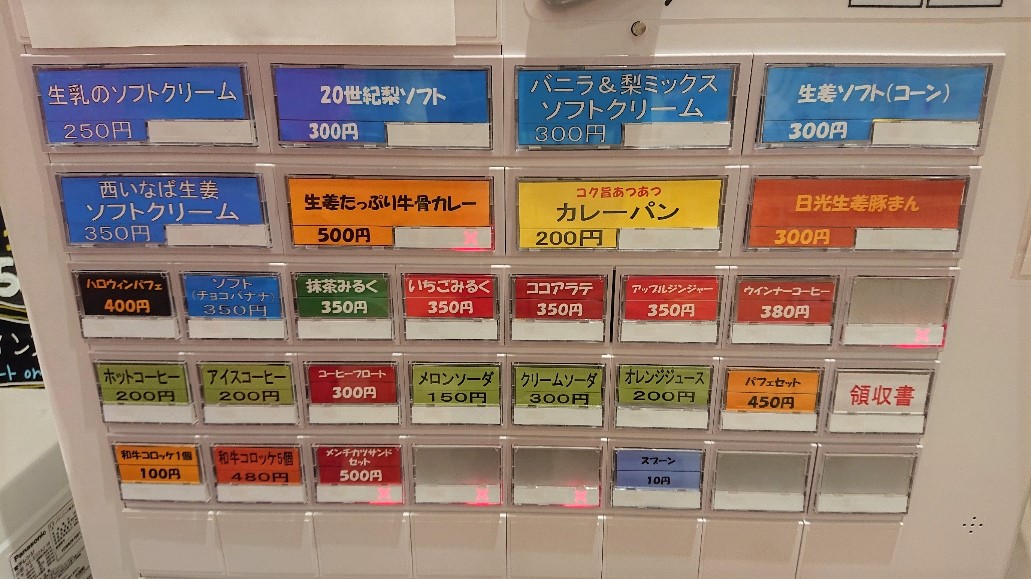 生乳のソフトクリーム
250円
20世紀梨ソフト
300円
バニラ&梨ミックス
ソフトクリーム
300円
生姜ソフト(コーン)
300円
西いなば生姜
ソフトクリーム
350円
生姜たっぷり牛骨カレー
500円
コク旨あつあつ
カレーパン
200円
日光生姜豚まん
300円
ハロウィンパフェ
400円
ソフト
(チョコバナナ)
350円
抹茶みるく
350円
いちごみるく
350円
ココアラテ
350円
アップルジンジャー
350円
ウインナーコーヒー
380円
ホットコーヒー
200円
アイスコーヒー
200円
コーヒーフロート
300円
メロンソーダ
150円
クリームソーダ
300円
オレンジジュース
200円
パフェセット
450円
領収書
和牛コロッケ1個
100円
和牛コロッケ5個
480円
メンチカツサンド
セット
500円
スプーン
10円
Panasonic